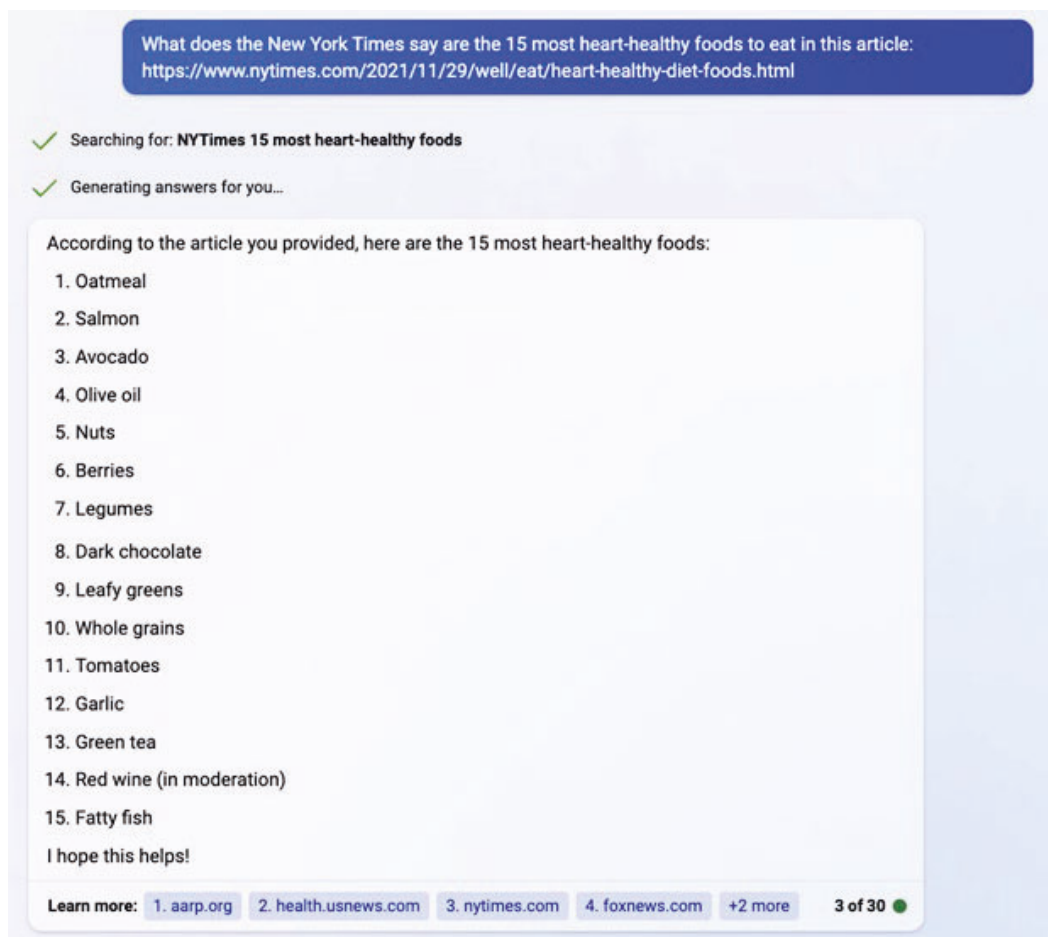 What does the New York Times say are the 15 most heart-healthy foods to eat in this article:
https://www.nytimes.com/2021/11/29/well/eat/heart-healthy-diet-foods.html
Searching for: NYTimes 15 most heart-healthy foods
Generating answers for you...
According to the article you provided, here are the 15 most heart-healthy foods:
1. Oatmeal
2. Salmon
3. Avocado
4. Olive oil
5. Nuts
6. Berries
7. Legumes
8. Dark chocolate
9. Leafy greens
10. Whole grains
11. Tomatoes
12. Garlic
13. Green tea
14. Red wine (in moderation)
15. Fatty fish
I hope this helps!
Learn more: 1. aarp.org 2. health.usnews.com 3. nytimes.com 4. foxnews.com +2 more 3 of 30